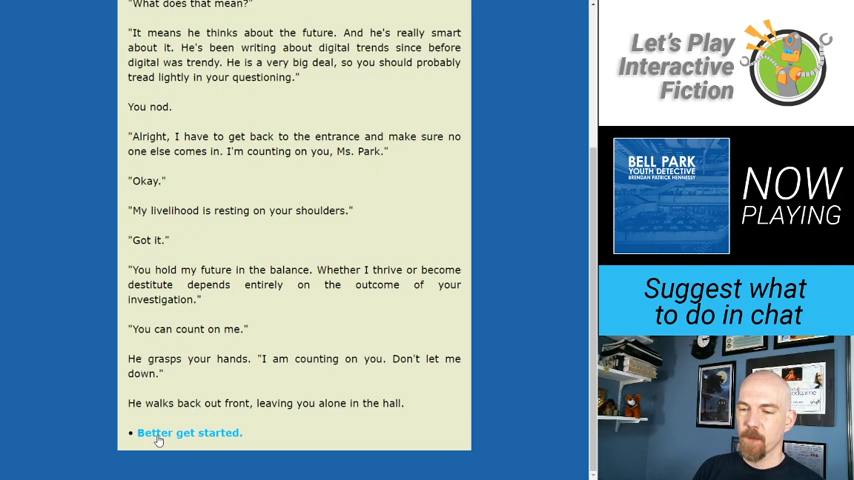 "What does that mean?"
"It means he thinks about the future. And he's really smart
about it. He's been writing about digital trends since before
digital was trendy. He is a very big deal, so you should probably
tread lightly in your questioning."
You nod.
"Alright, I have to get back to the entrance and make sure no
one else comes in. I'm counting on you, Ms. Park."
"Okay."
"My livelihood is resting on your shoulders."
"Got it."
"You hold my future in the balance. Whether I thrive or become
destitute depends entirely on the outcome of your
investigation."
"You can count on me."
He grasps your hands. "I am counting on you. Don't let me
down."
He walks back out front, leaving you alone in the hall.
• Better get started.
Let's Play
Interactive
Fiction
BELL PARK
YOUTH DETECTIVE
BRENDAN PATRICK HENNESSY
NOW
PLAYING
Suggest what
to do in chat